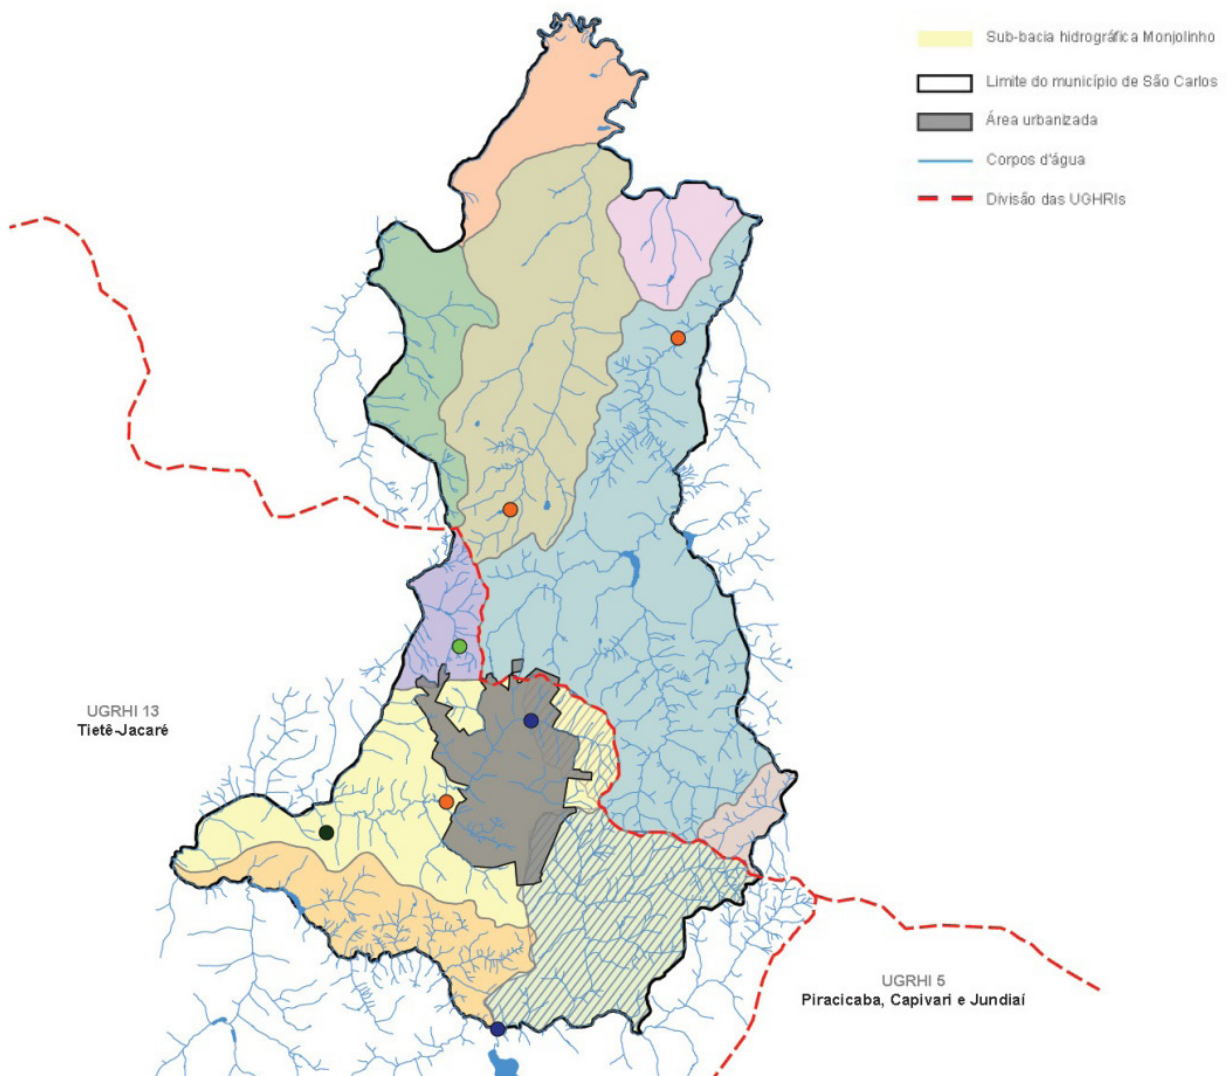 Sub-bacia hidrográfica Monjolinho
Limite do município de São Carlos
Área urbanizada
Corpos d'água
Divisão das UGHRIs
UGRHI 13
Tietê-Jacaré
UGRHI 5
Piracicaba, Capivari e Jundiaí